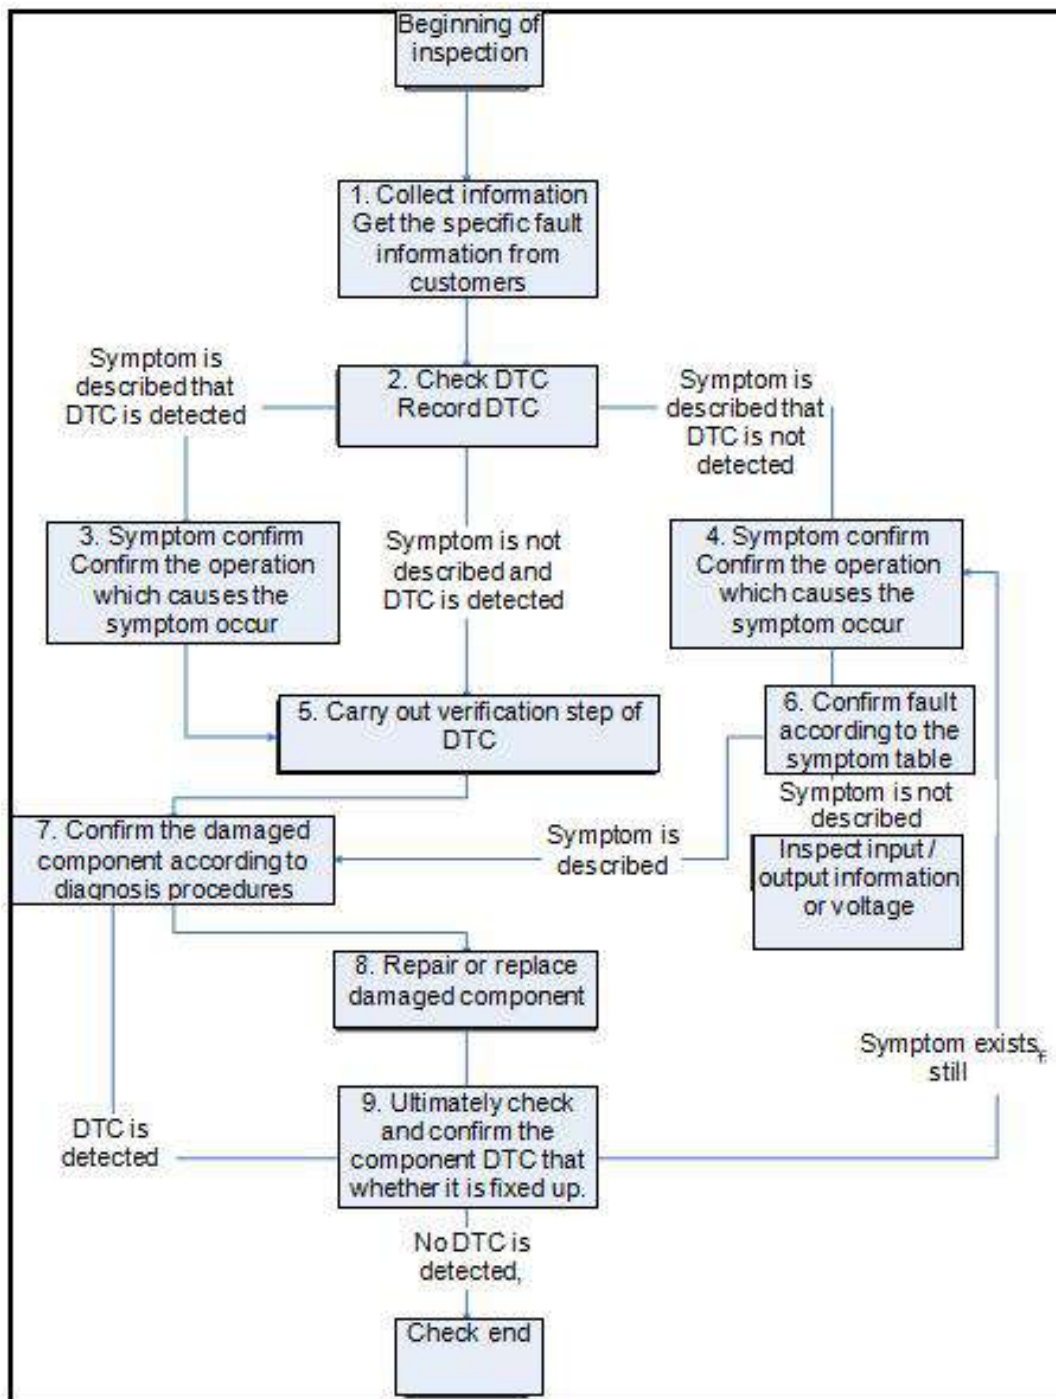 Beginning of
inspection
1. Collect information
Get the specific fault
information from
customers
Symptom is
described that
DTC is detected
2. Check DTC
Record DTC
Symptom is
described that
DTC is not
detected
3. Symptom confirm
Confirm the operation
which causes the
symptom occur
Symptom is not
described and
DTC is detected
4. Symptom confirm
Confirm the operation
which causes the
symptom occur
5. Carry out verification step of
DTC
6. Confirm fault
according to the
symptom table
Symptom is not
described
7. Confirm the damaged
component according to
diagnosis procedures
Symptom is
described
Inspect input /
output information
or voltage
8. Repair or replace
damaged component
Symptom exists,
still
9. Ultimately check
and confirm the
component DTC that
whether it is fixed up.
DTC is
detected
No DTC is
detected,
Check end